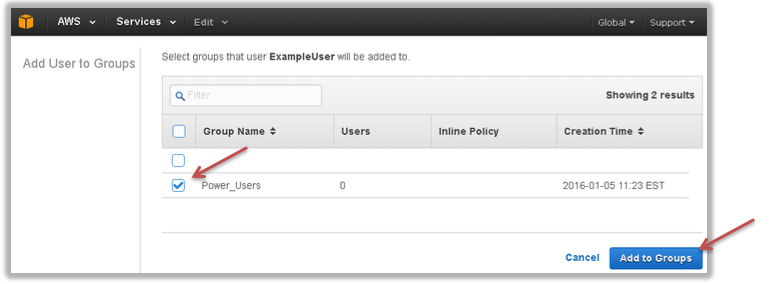 AWS Services Edit Global Support
Add User to Groups
Select groups that user ExampleUser will be added to.
Filter
Showing 2 results
Group Name Users Inline Policy Creation Time
Power_Users 0 2016-01-05 11:23 EST
Cancel Add to Groups